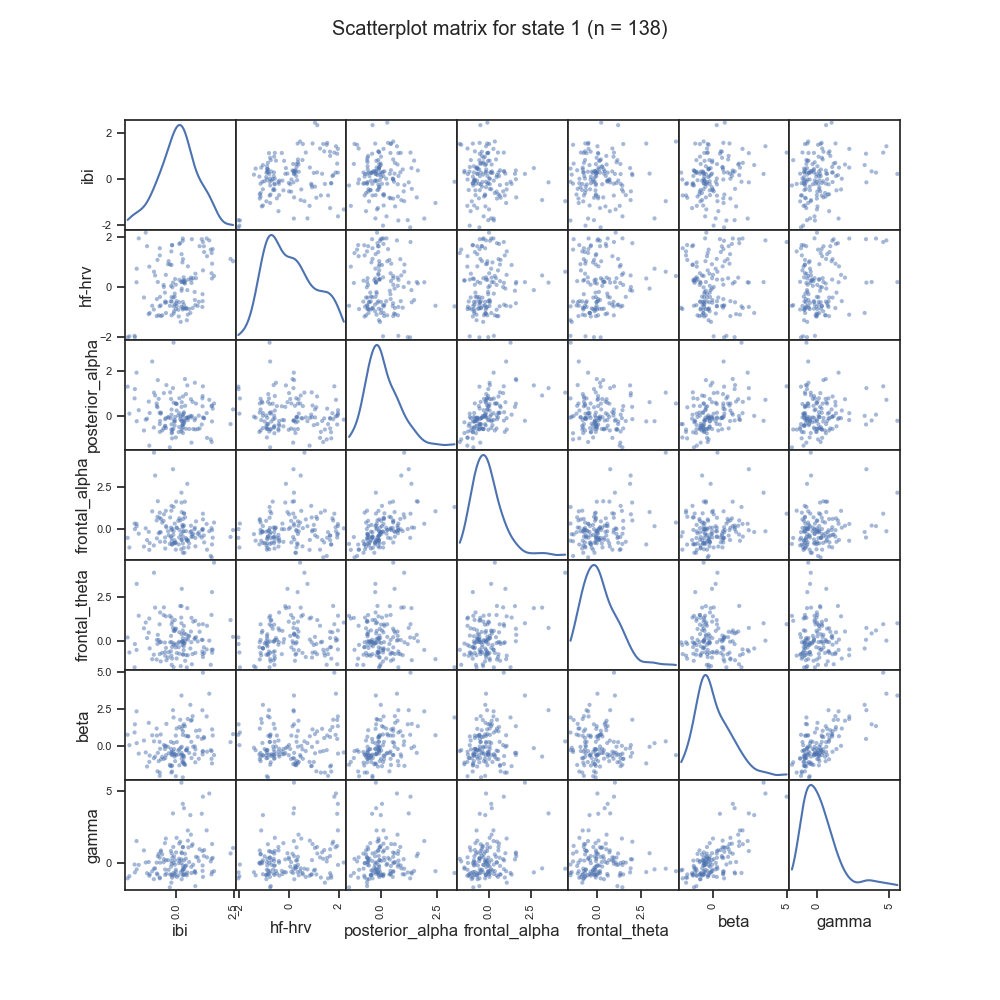 Scatterplot matrix for state 1 (n = 138)
ibi
2
0
-2
hf-hrv
2
0
−2
posterior_alpha
2
0
frontal_alpha
2.5
0.0
frontal_theta
2.5
0.0
beta
5.0
2.5
0.0
gamma
5
0
0.0 2.5 -2 0 2 0.0 2.5 0.0 2.5 0.0 2.5 0 5 0 5
ibi hf-hrv posterior_alpha frontal_alpha frontal_theta beta gamma